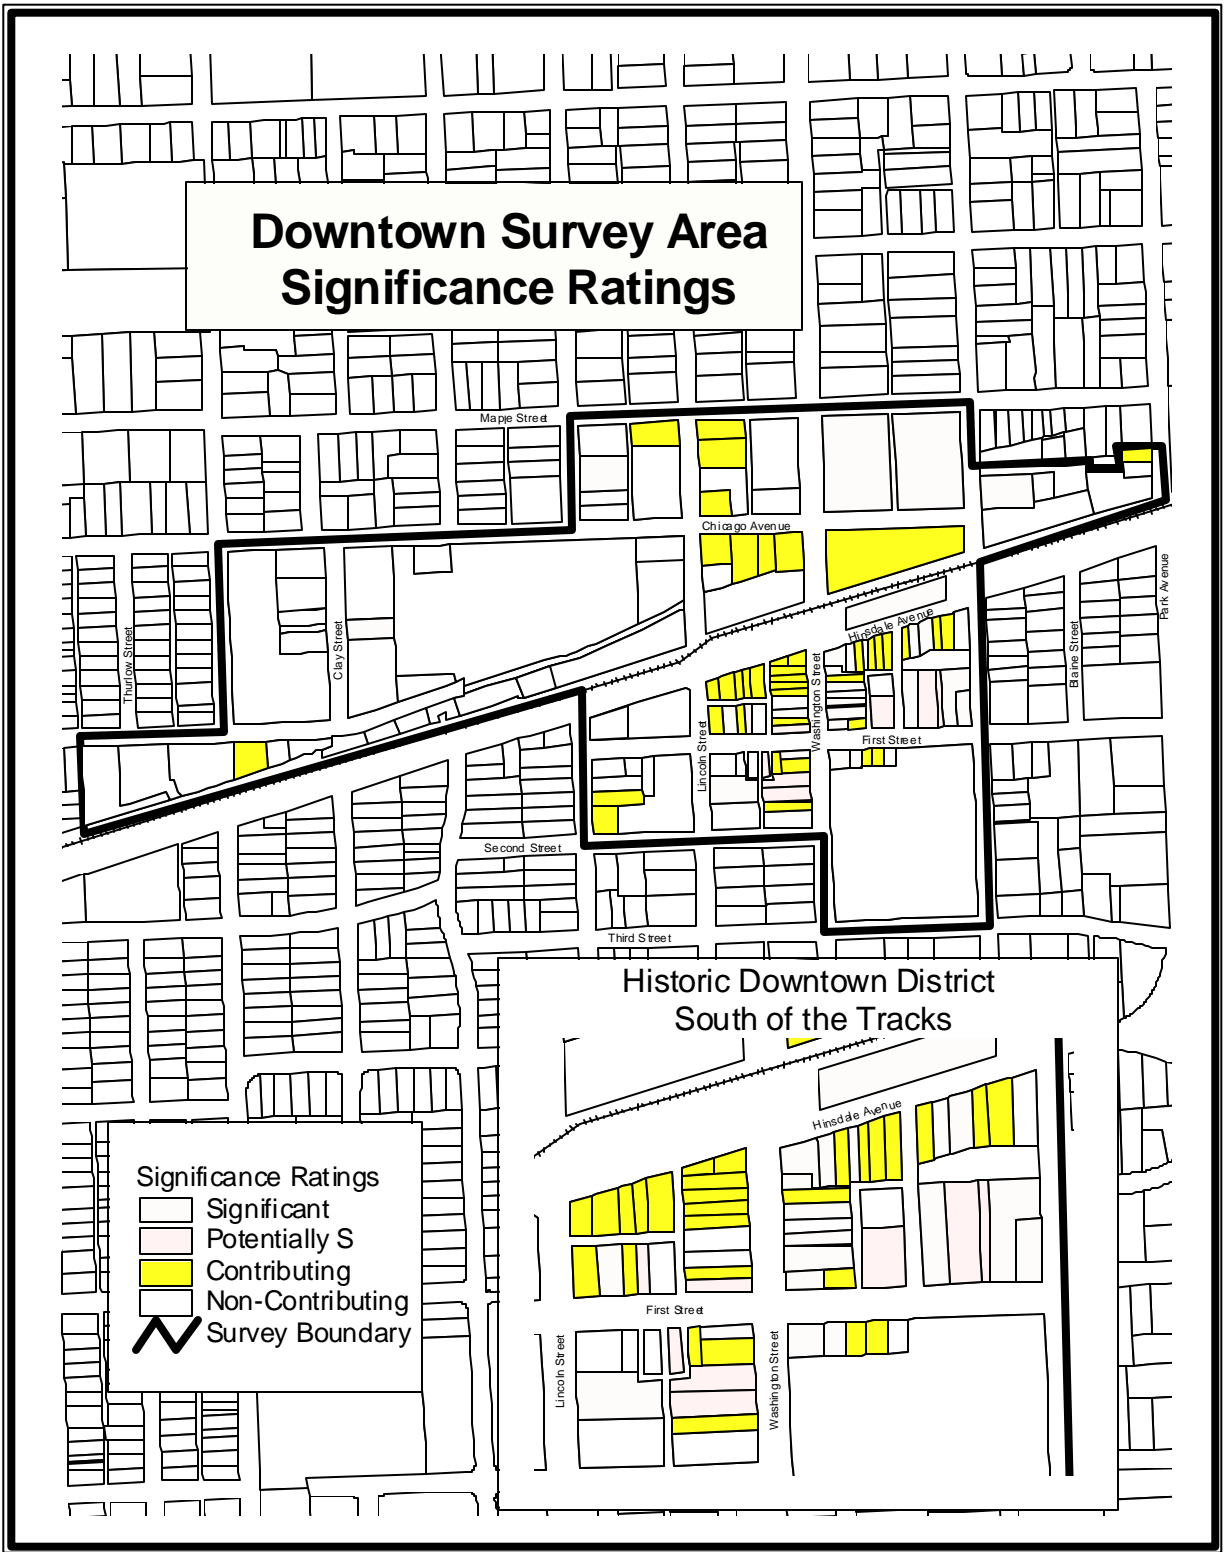 Downtown Survey Area
Significance Ratings
Maple Street
Chicago Avenue
Park Avenue
Hinsdale Avenue
Thurlow Street
Clay Street
Blaine Street
Washington Street
Lincoln Street
First Street
Second Street
Third Street
Historic Downtown District
South of the Tracks
Hinsdale Avenue
First Street
Lincoln Street
Washington Street
Significance Ratings
Significant
Potentially S
Contributing
Non-Contributing
Survey Boundary